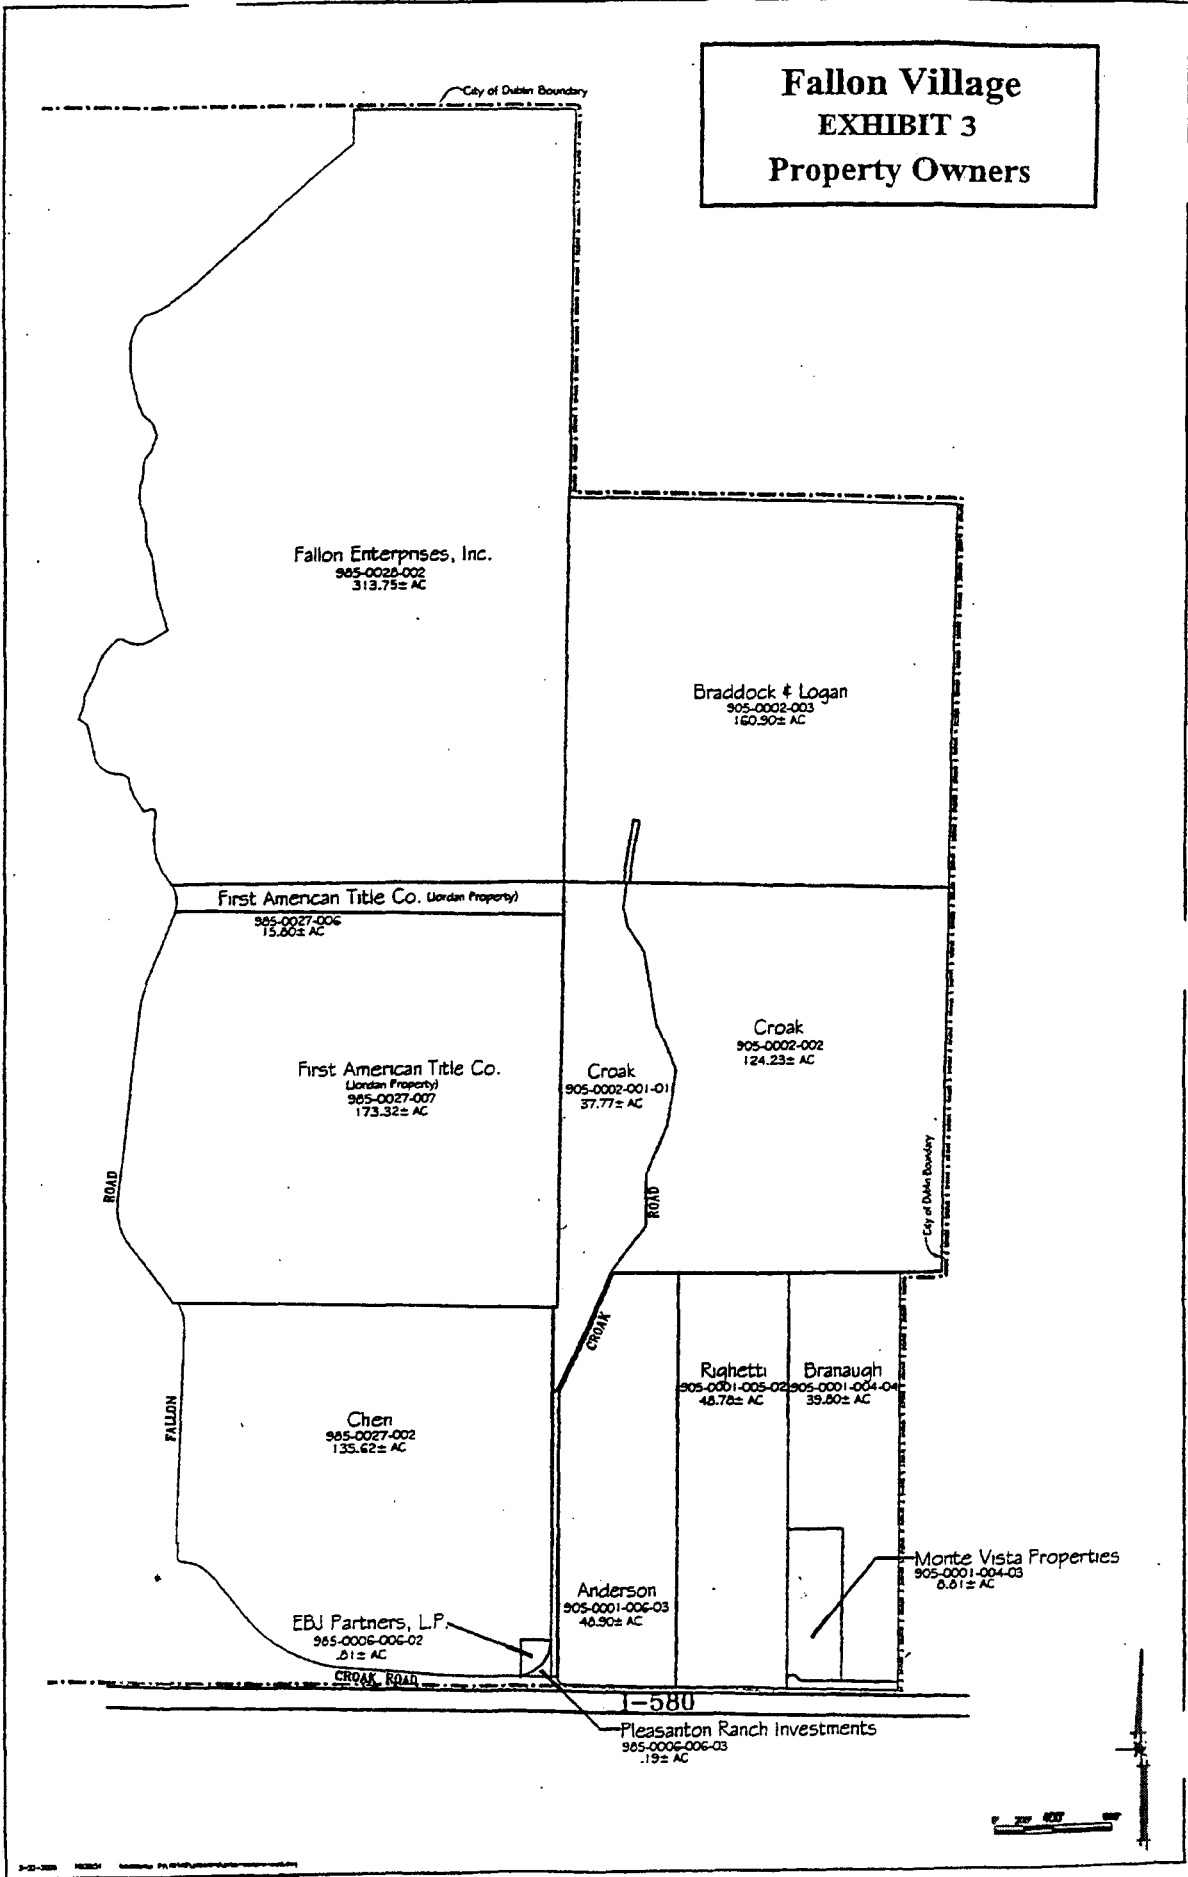 Fallon Village
EXHIBIT 3
Property Owners
City of Dublin Boundary
Fallon Enterprises, Inc.
985-0028-002
313.75± AC
Braddock & Logan
905-0002-003
160.90± AC
First American Title Co. (Jordan Property)
985-0027-006
15.80± AC
First American Title Co.
(Jordan Property)
985-0027-007
173.32± AC
Croak
905-0002-001-01
37.77± AC
Croak
905-0002-002
124.23± AC
City of Dublin Boundary
ROAD
ROAD
CROAK
FALLON
Chen
985-0027-002
135.62± AC
Righetti
905-0001-005-02
48.78± AC
Branaugh
905-0001-004-04
39.80± AC
Monte Vista Properties
905-0001-004-03
8.81± AC
Anderson
905-0001-006-03
48.90± AC
EBJ Partners, L.P.
985-0006-006-02
.81± AC
CROAK ROAD
I-580
Pleasanton Ranch Investments
985-0006-006-03
.19± AC